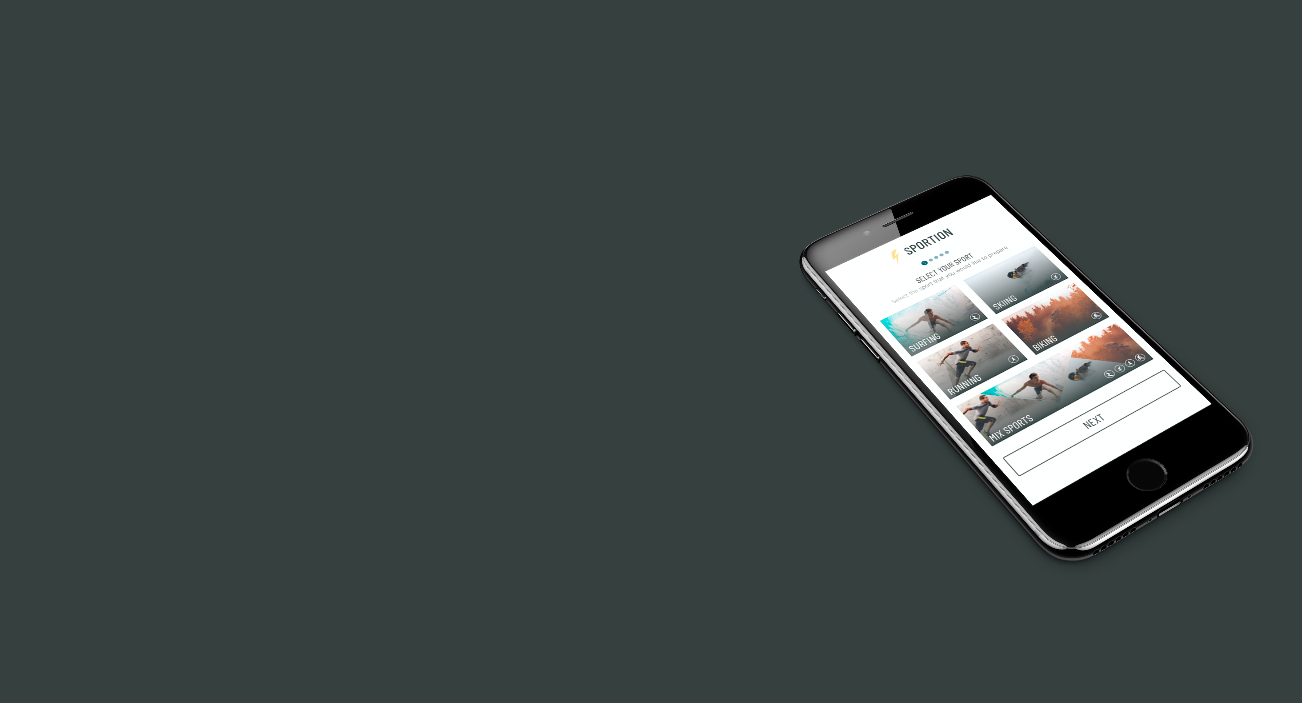 SPORTION
SELECT YOUR SPORT
Select the sport age you would like to prepare
SURFING
SKIING
RUNNING
BIKING
MIX SPORTS
NEXT